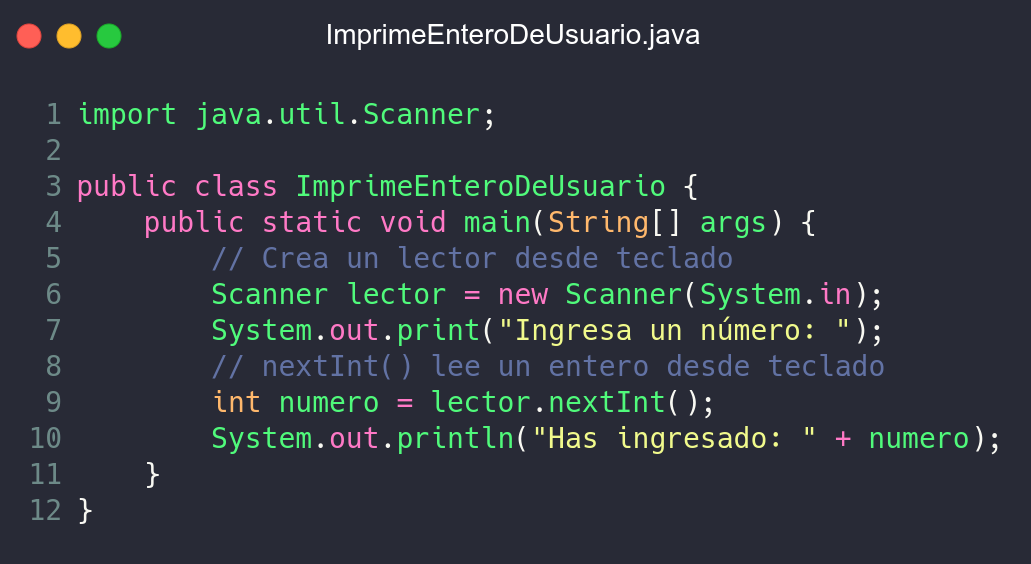 ImprimeEnteroDeUsuario.java
1 import java.util.Scanner;
2
3 public class ImprimeEnteroDeUsuario {
4     public static void main(String[] args) {
5         // Crea un lector desde teclado
6         Scanner lector = new Scanner(System.in);
7         System.out.print("Ingresa un número: ");
8         // nextInt() lee un entero desde teclado
9         int numero = lector.nextInt();
10         System.out.println("Has ingresado: " + numero);
11     }
12 }